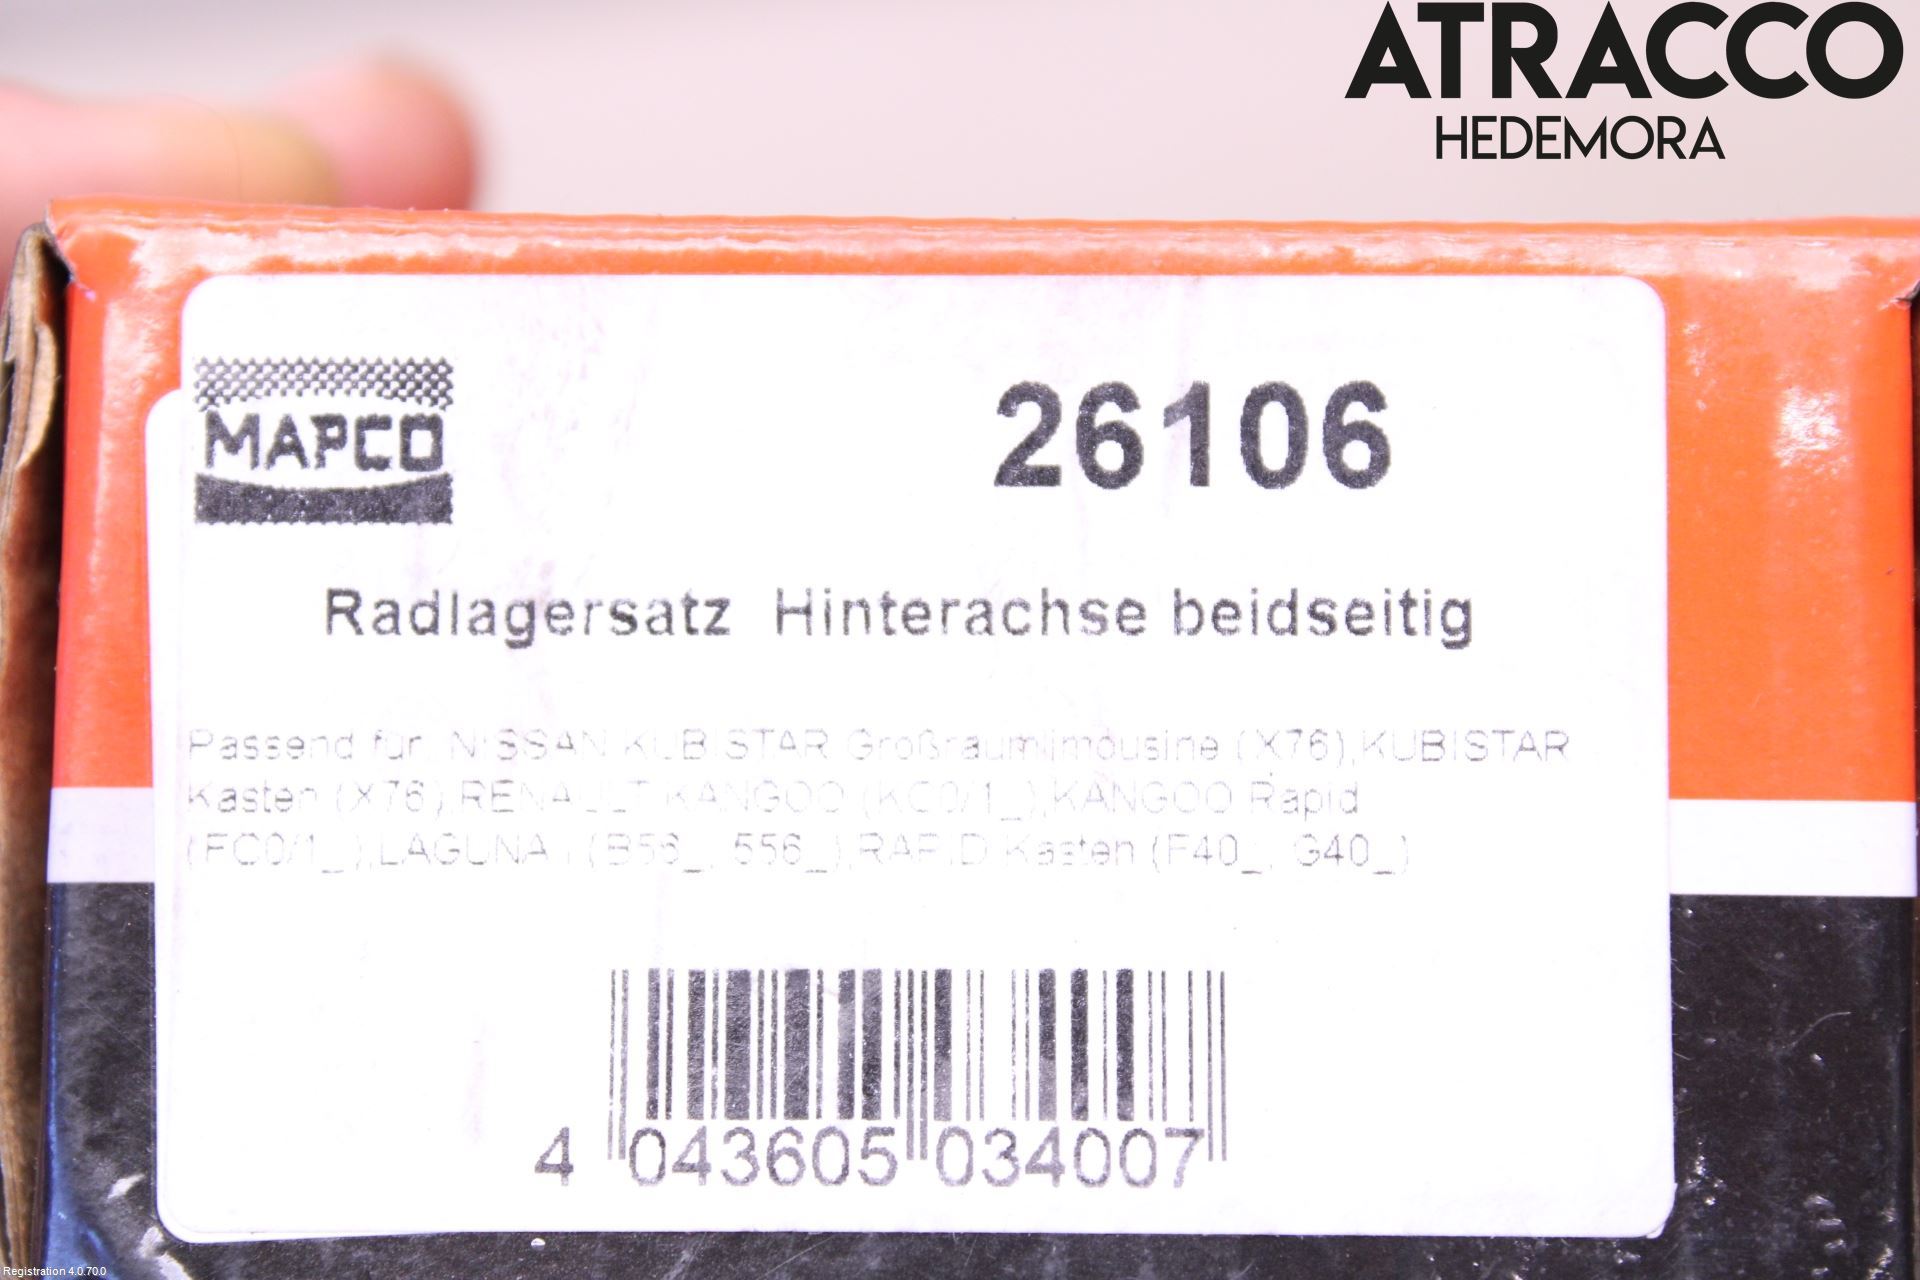 ATRACCO
HEDEMORA
MAPCO
26106
Radlagersatz Hinterachse beidseitig
Passend für: NISSAN KUBISTAR Großraumlimousine (X76),KUBISTAR
Kasten (X76),RENAULT KANGOO (KC0/1_),KANGOO Rapid
(FC0/1_),LAGUNA I (B56_, 556_),RAPID Kasten (F40_, G40_)
4 043605 034007
Registration 4.0.70.0